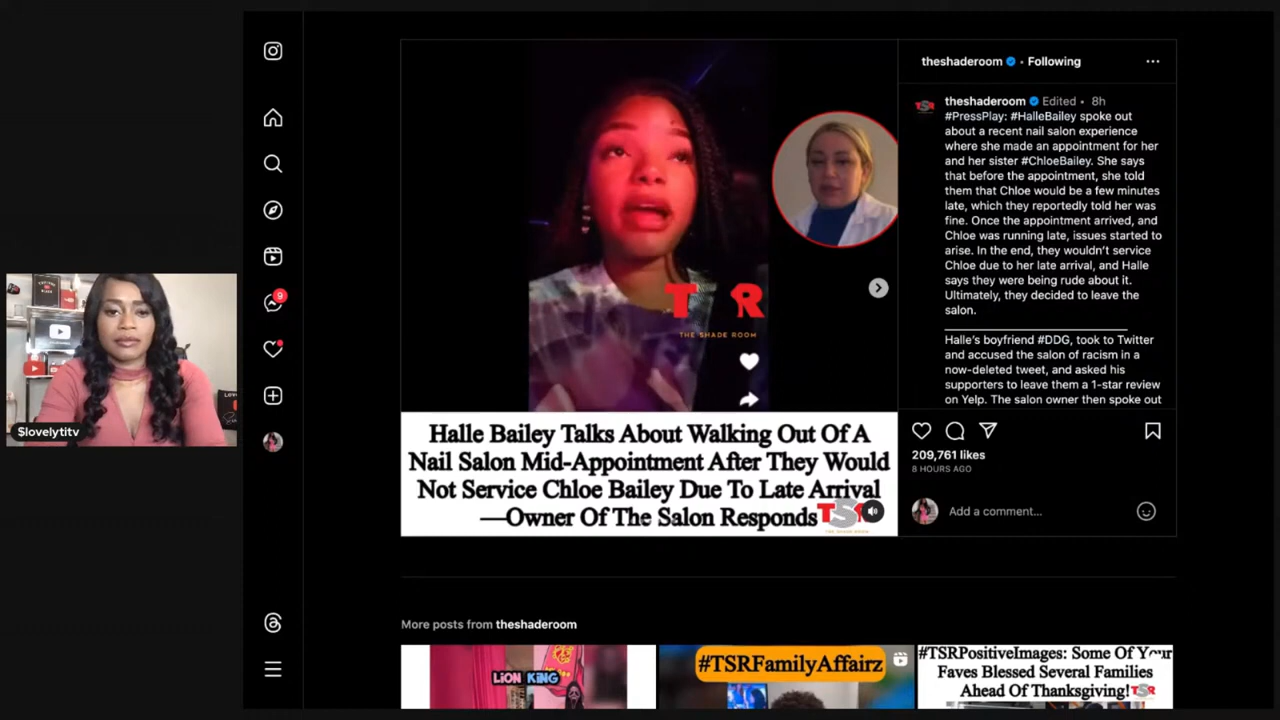 $lovelytitv
9
T R
THE SHADE ROOM
Halle Bailey Talks About Walking Out Of A
Nail Salon Mid-Appointment After They Would
Not Service Chloe Bailey Due To Late Arrival
—Owner Of The Salon Responds
TSR
theshaderoom • Following
TSR
theshaderoom Edited • 8h
#PressPlay: #HalleBailey spoke out
about a recent nail salon experience
where she made an appointment for her
and her sister #ChloeBailey. She says
that before the appointment, she told
them that Chloe would be a few minutes
late, which they reportedly told her was
fine. Once the appointment arrived, and
Chloe was running late, issues started to
arise. In the end, they wouldn't service
Chloe due to her late arrival, and Halle
says they were being rude about it.
Ultimately, they decided to leave the
salon.
Halle's boyfriend #DDG, took to Twitter
and accused the salon of racism in a
now-deleted tweet, and asked his
supporters to leave them a 1-star review
on Yelp. The salon owner then spoke out
209,761 likes
8 HOURS AGO
Add a comment...
More posts from theshaderoom
LION KING
#TSRFamilyAffairz
#TSRPositiveImages: Some Of Your
Faves Blessed Several Families
Ahead Of Thanksgiving!
TSR